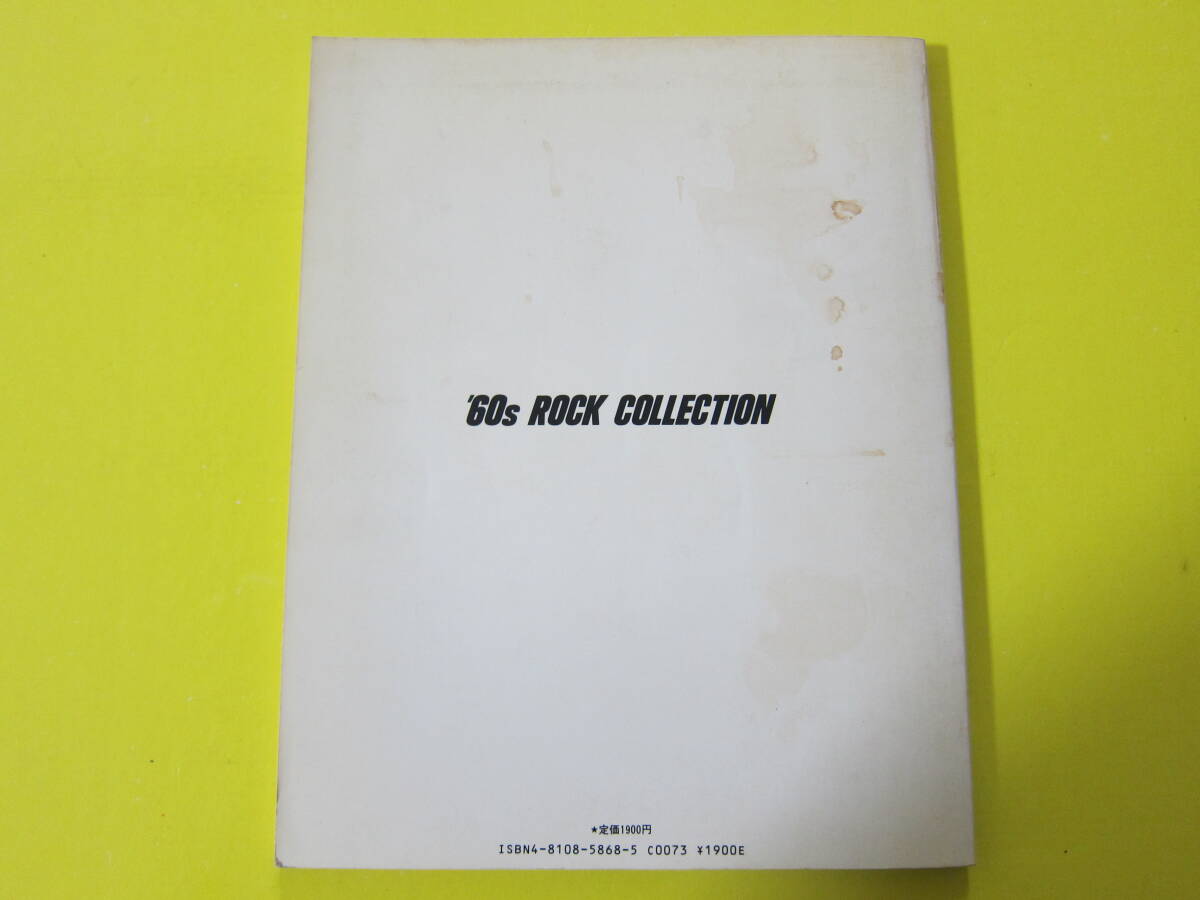 '60s ROCK COLLECTION
★定価1900円
ISBN4-8108-5868-5 C0073 ¥1900E